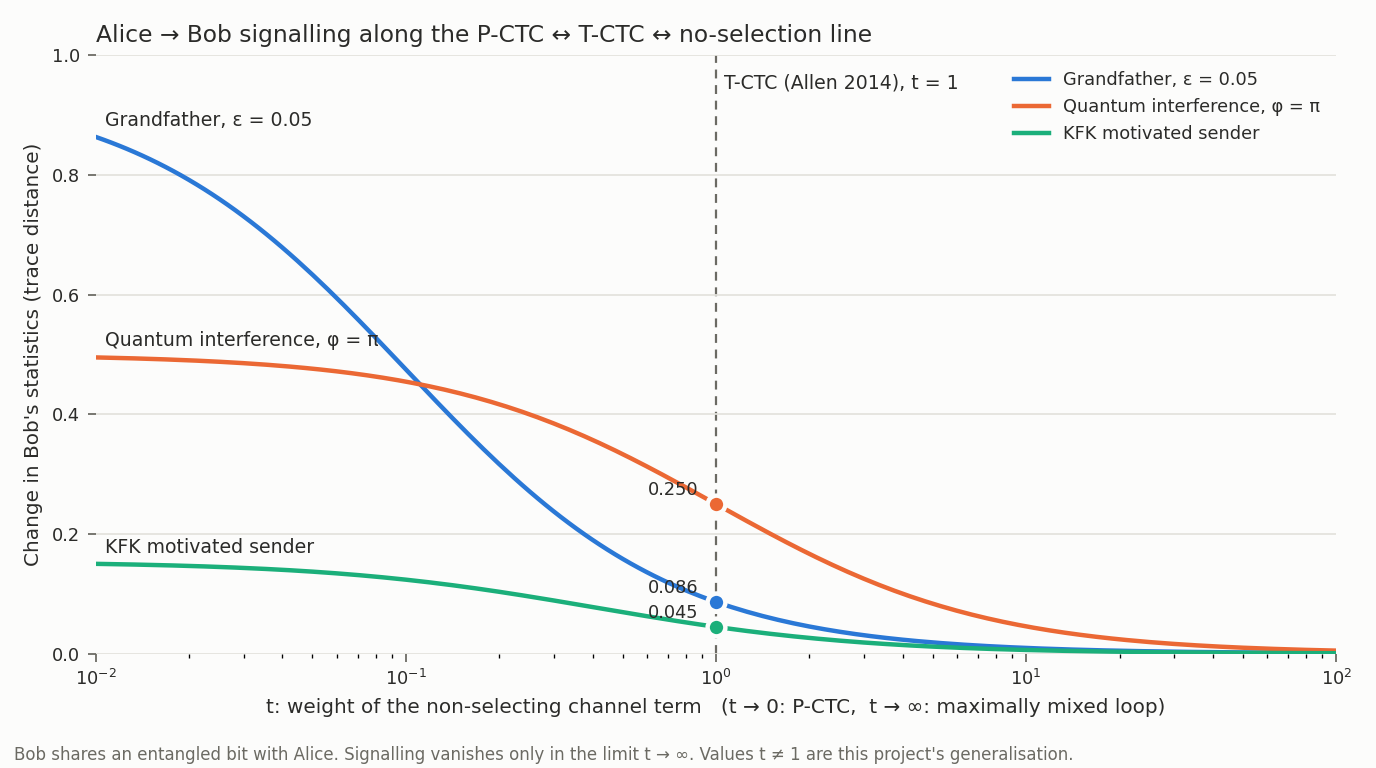 Alice → Bob signalling along the P-CTC ↔ T-CTC ↔ no-selection line
Change in Bob's statistics (trace distance)
1.0
0.8
0.6
0.4
0.2
0.0
Grandfather, ε = 0.05
Quantum interference, φ = π
KFK motivated sender
T-CTC (Allen 2014), t = 1
Grandfather, ε = 0.05
Quantum interference, φ = π
KFK motivated sender
0.250
0.086
0.045
10⁻²
10⁻¹
10⁰
10¹
10²
t: weight of the non-selecting channel term (t → 0: P-CTC, t → ∞: maximally mixed loop)
Bob shares an entangled bit with Alice. Signalling vanishes only in the limit t → ∞. Values t ≠ 1 are this project's generalisation.